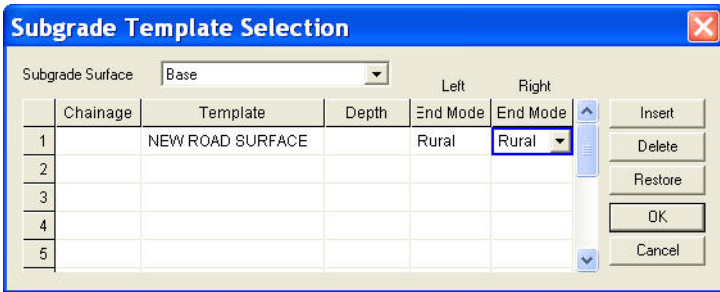 Subgrade Template Selection
Subgrade Surface Base
Left Right
Chainage Template Depth End Mode End Mode
1 NEW ROAD SURFACE Rural Rural
2
3
4
5
Insert
Delete
Restore
OK
Cancel